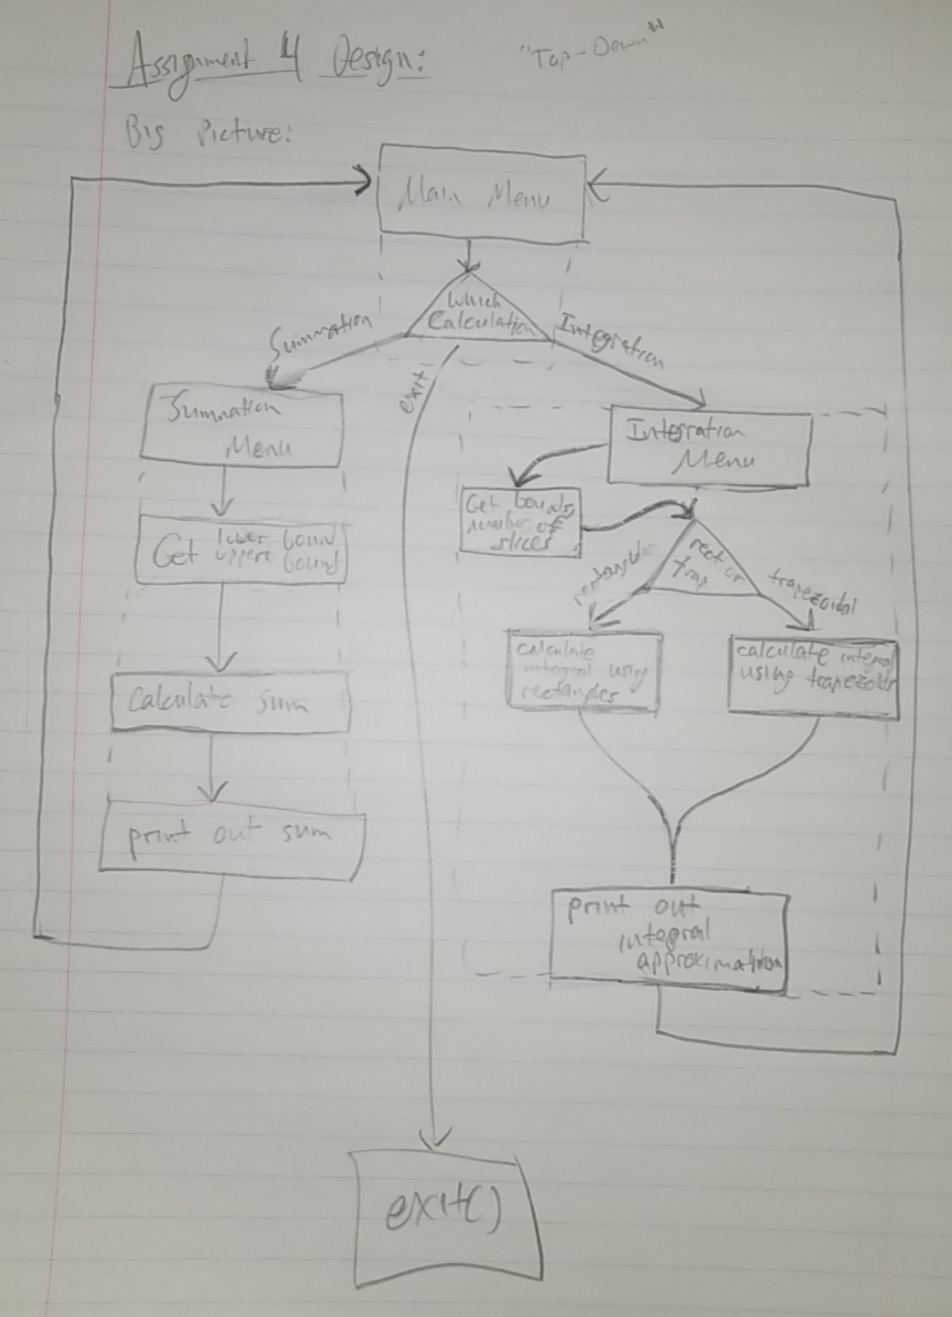 Assignment 4 Design:
"Top-Down"
Big Picture:
Main Menu
Which
Calculation
Summation
exit
Integration
Summation
Menu
Get lower bound
upper bound
Calculate sum
print out sum
Integration
Menu
Get bounds,
number of
slices
rect or
trap.
rectangular
trapezoidal
calculate
integral using
rectangles
calculate integral
using trapezoids
print out
integral
approximation
exit()